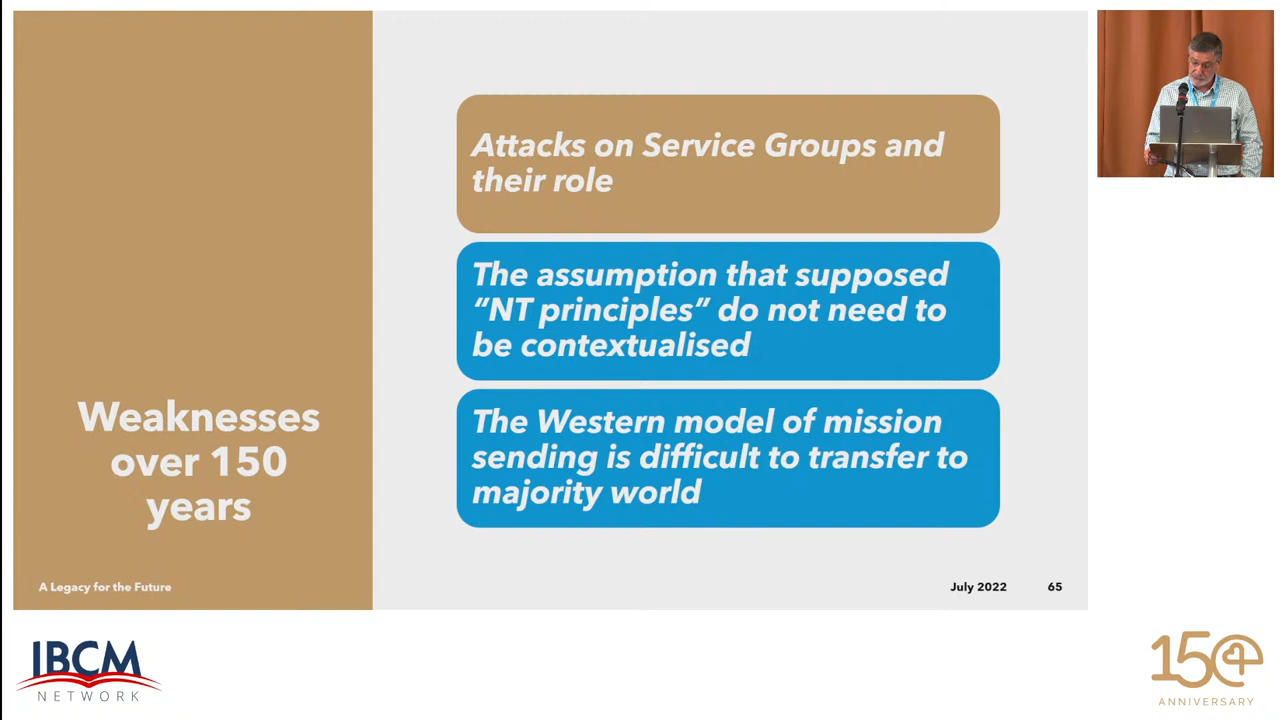 Weaknesses
over 150
years
Attacks on Service Groups and
their role
The assumption that supposed
“NT principles” do not need to
be contextualised
The Western model of mission
sending is difficult to transfer to
majority world
A Legacy for the Future
July 2022
65
IBCM
NETWORK
150
ANNIVERSARY